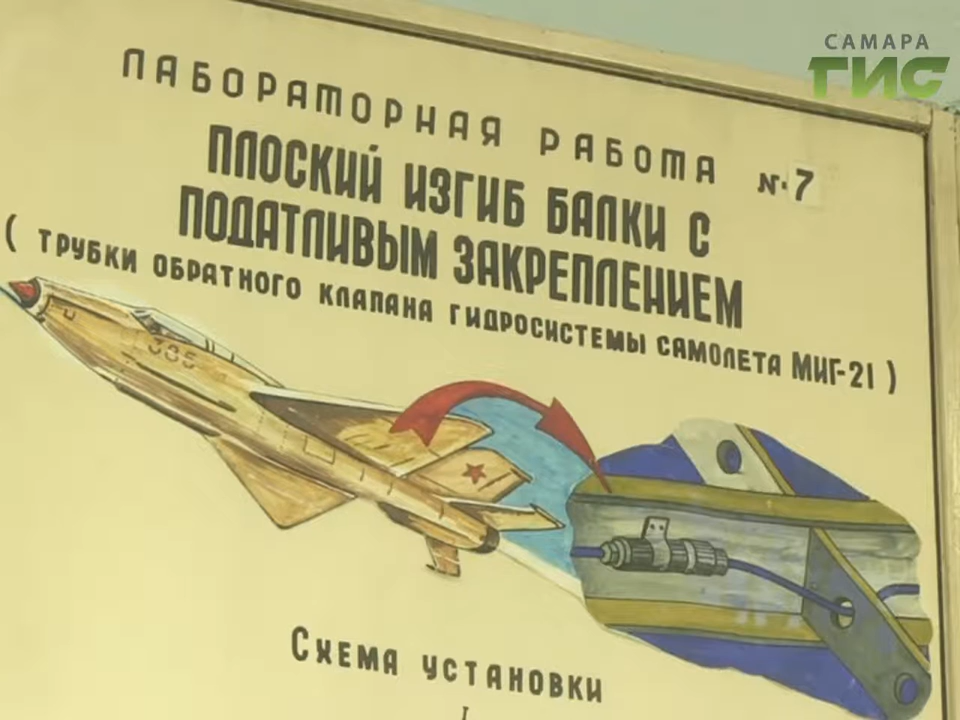 САМАРА
ГИС
ЛАБОРАТОРНАЯ РАБОТА №7
ПЛОСКИЙ ИЗГИБ БАЛКИ С
ПОДАТЛИВЫМ ЗАКРЕПЛЕНИЕМ
( ТРУБКИ ОБРАТНОГО КЛАПАНА ГИДРОСИСТЕМЫ САМОЛЕТА МИГ-21 )
335
СХЕМА УСТАНОВКИ